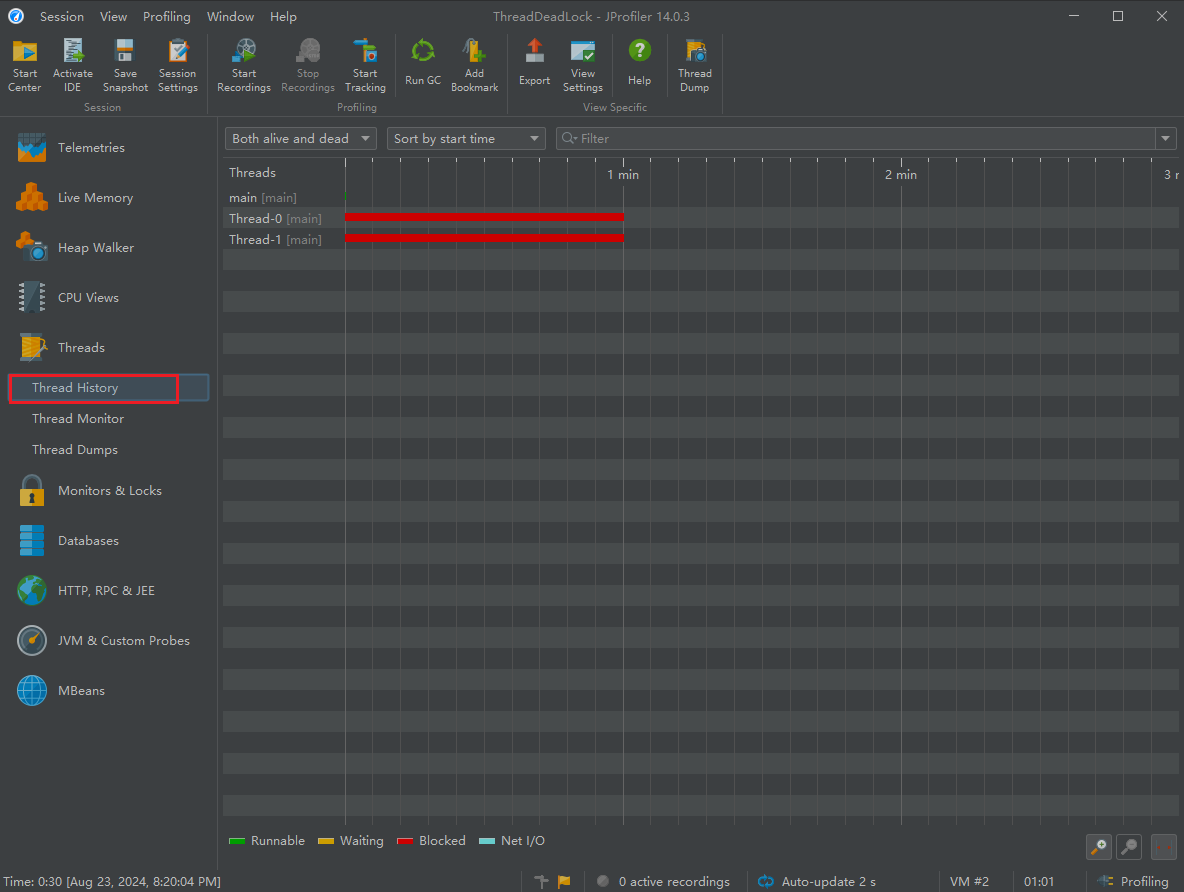 Session View Profiling Window Help ThreadDeadLock - JProfiler 14.0.3
Start Center
Activate IDE
Save Snapshot
Session Settings
Start Recordings
Stop Recordings
Start Tracking
Run GC
Add Bookmark
Export
View Settings
Help
Thread Dump
Session Profiling View Specific
Telemetries
Live Memory
Heap Walker
CPU Views
Threads
Thread History
Thread Monitor
Thread Dumps
Monitors & Locks
Databases
HTTP, RPC & JEE
JVM & Custom Probes
MBeans
Both alive and dead Sort by start time Filter
Threads 1 min 2 min 3 
main [main]
Thread-0 [main]
Thread-1 [main]
Runnable Waiting Blocked Net I/O
Time: 0:30 [Aug 23, 2024, 8:20:04 PM] 0 active recordings Auto-update 2 s VM #2 01:01 Profiling